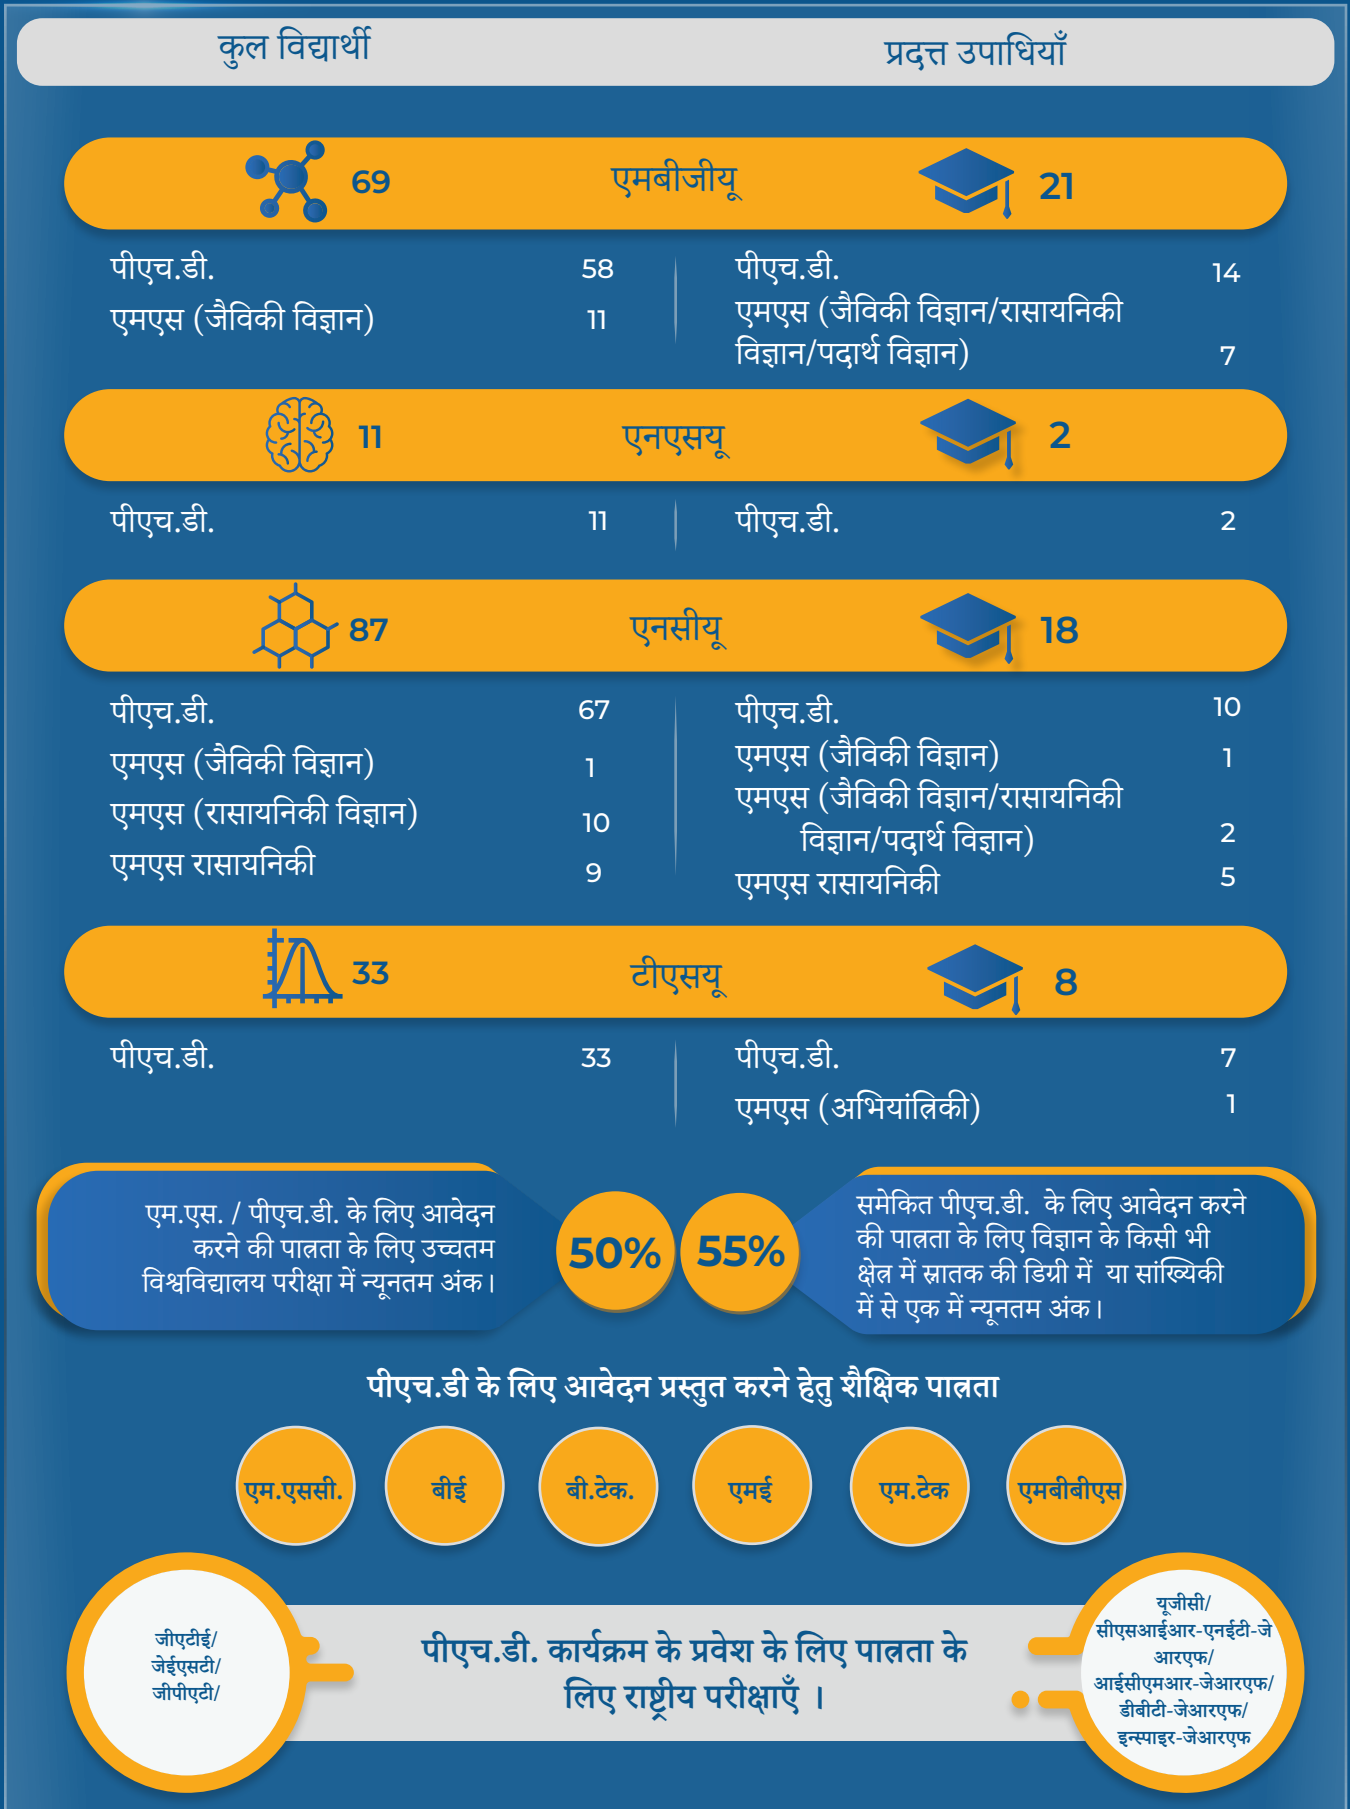 कुल विद्यार्थी
प्रदत्त उपाधियाँ
69
एमबीजीयू
21
पीएच.डी.
58
एमएस (जैविकी विज्ञान)
11
पीएच.डी.
14
एमएस (जैविकी विज्ञान/रासायनिकी
विज्ञान/पदार्थ विज्ञान)
7
11
एनएसयू
2
पीएच.डी.
11
पीएच.डी.
2
87
एनसीयू
18
पीएच.डी.
67
एमएस (जैविकी विज्ञान)
1
एमएस (रासायनिकी विज्ञान)
10
एमएस रासायनिकी
9
पीएच.डी.
10
एमएस (जैविकी विज्ञान)
1
एमएस (जैविकी विज्ञान/रासायनिकी
विज्ञान/पदार्थ विज्ञान)
2
एमएस रासायनिकी
5
33
टीएसयू
8
पीएच.डी.
33
पीएच.डी.
7
एमएस (अभियांत्रिकी)
1
एम.एस. / पीएच.डी. के लिए आवेदन
करने की पात्रता के लिए उच्चतम
विश्वविद्यालय परीक्षा में न्यूनतम अंक।
50%
55%
समेकित पीएच.डी. के लिए आवेदन करने
की पात्रता के लिए विज्ञान के किसी भी
क्षेत्र में स्नातक की डिग्री में या सांख्यिकी
में से एक में न्यूनतम अंक।
पीएच.डी के लिए आवेदन प्रस्तुत करने हेतु शैक्षिक पात्रता
एम.एससी.
बीई
बी.टेक.
एमई
एम.टेक
एमबीबीएस
जीएटीई/
जेईएसटी/
जीपीएटी/
पीएच.डी. कार्यक्रम के प्रवेश के लिए पात्रता के
लिए राष्ट्रीय परीक्षाएँ ।
यूजीसी/
सीएसआईआर-एनईटी-जे
आरएफ/
आईसीएमआर-जेआरएफ/
डीबीटी-जेआरएफ/
इन्स्पाइर-जेआरएफ